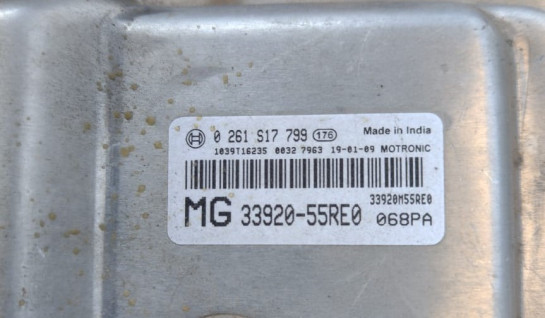 0 261 S17 799 176 Made in India
1039T16235 0032 7963 19-01-09 MOTRONIC
33920M55RE0
MG 33920-55RE0 068PA